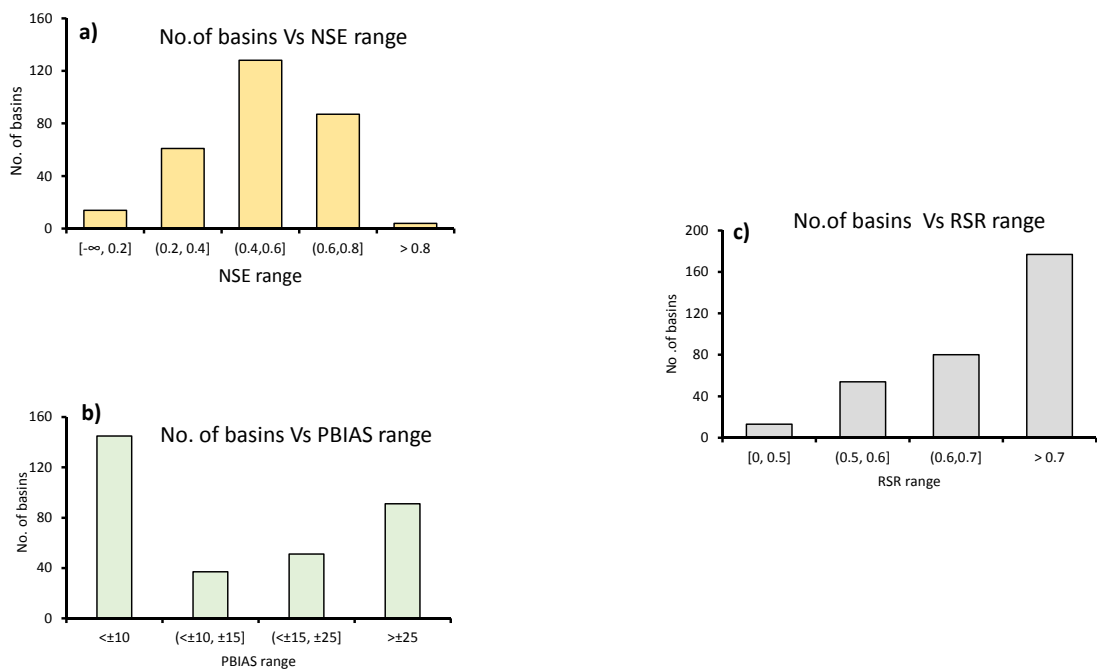 a)
No.of basins Vs NSE range
No. of basins
160
120
80
40
0
[-∞, 0.2]
(0.2, 0.4]
(0.4,0.6]
(0.6,0.8]
> 0.8
NSE range
b)
No. of basins Vs PBIAS range
No. of basins
160
120
80
40
0
<±10
(<±10, ±15]
(<±15, ±25]
>±25
PBIAS range
c)
No.of basins  Vs RSR range
No .of basins
200
160
120
80
40
0
[0, 0.5]
(0.5, 0.6]
(0.6,0.7]
> 0.7
RSR range